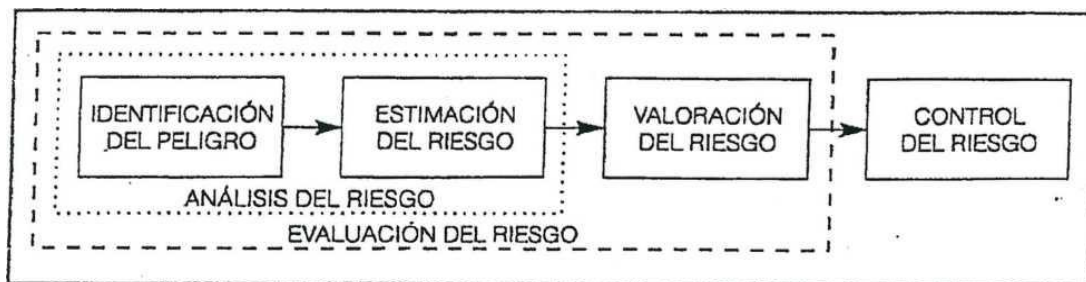 IDENTIFICACIÓN
DEL PELIGRO
ESTIMACIÓN
DEL RIESGO
VALORACIÓN
DEL RIESGO
CONTROL
DEL RIESGO
ANÁLISIS DEL RIESGO
EVALUACIÓN DEL RIESGO